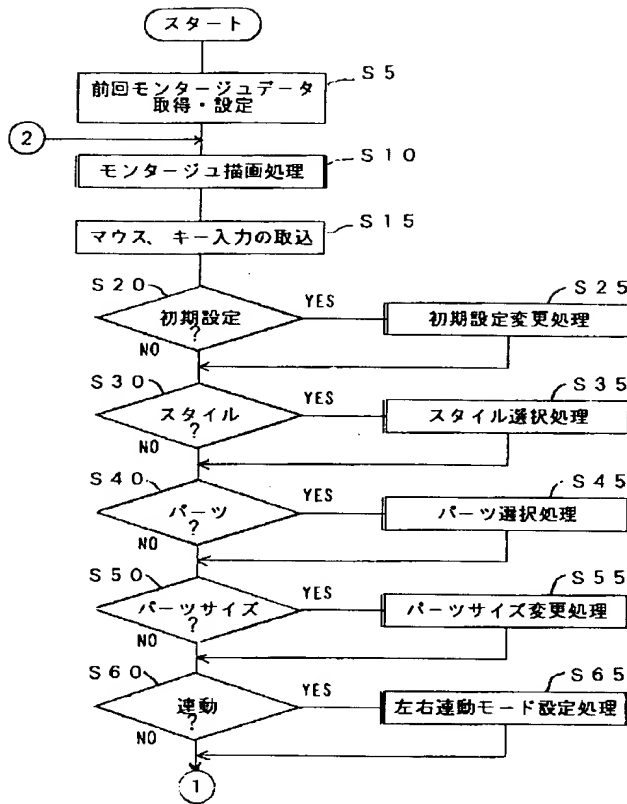 スタート
S5
前回モンタージュデータ
取得・設定
2
S10
モンタージュ描画処理
S15
マウス、キー入力の取込
S20
初期設定
?
YES
NO
S25
初期設定変更処理
S30
スタイル
?
YES
NO
S35
スタイル選択処理
S40
パーツ
?
YES
NO
S45
パーツ選択処理
S50
パーツサイズ
?
YES
NO
S55
パーツサイズ変更処理
S60
連動
?
YES
NO
S65
左右連動モード設定処理
1